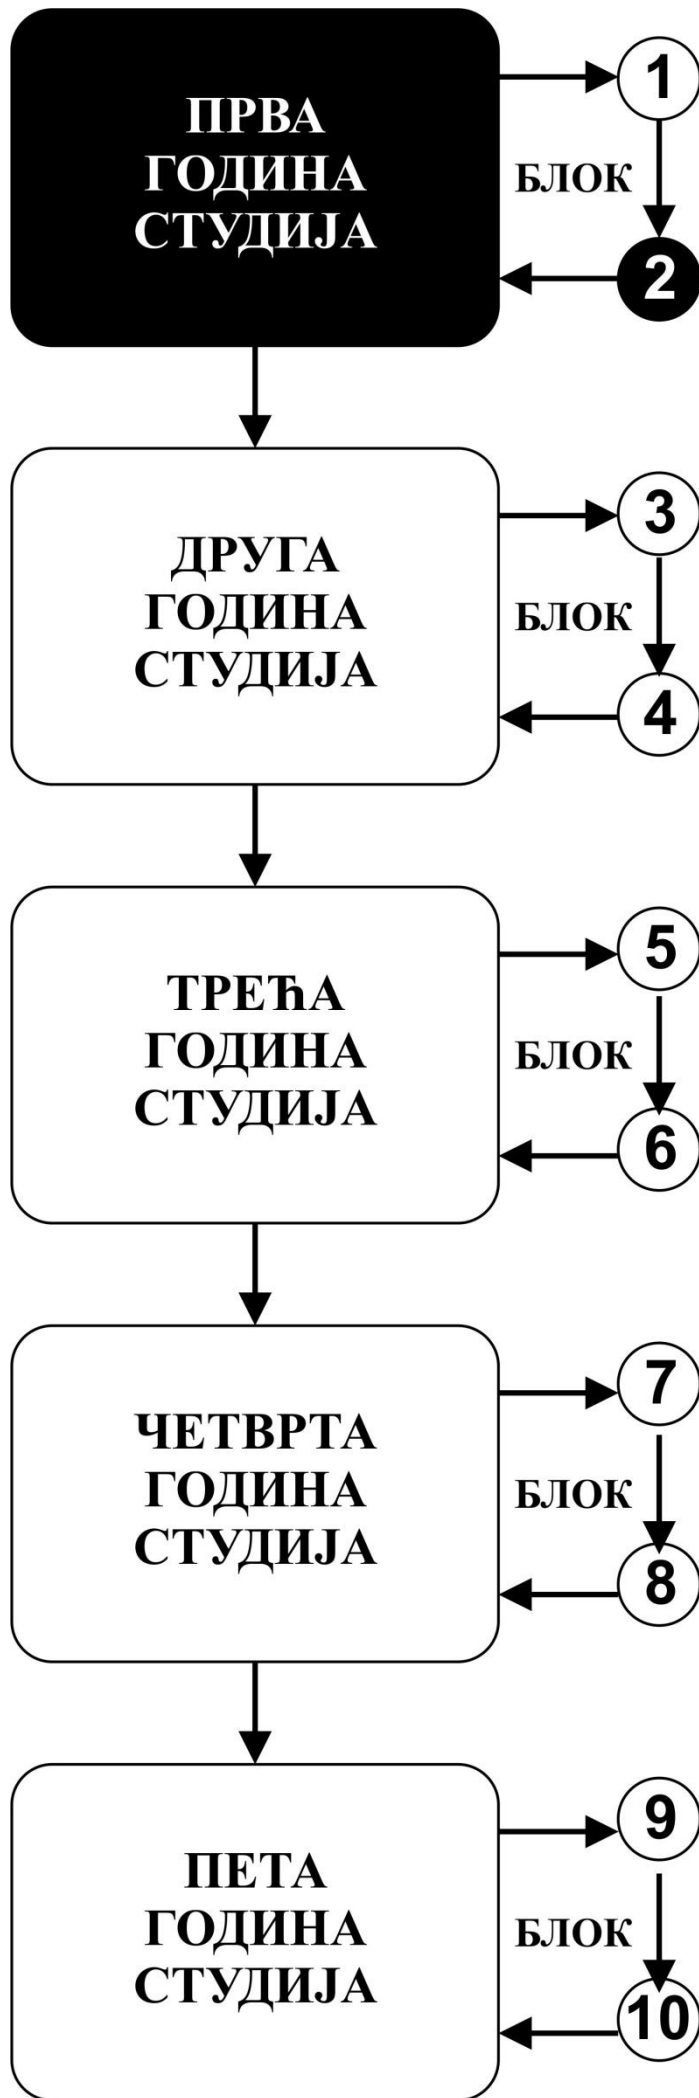 ПРВА
ГОДИНА
СТУДИЈА
1
БЛОК
2
ДРУГА
ГОДИНА
СТУДИЈА
3
БЛОК
4
ТРЕЋА
ГОДИНА
СТУДИЈА
5
БЛОК
6
ЧЕТВРТА
ГОДИНА
СТУДИЈА
7
БЛОК
8
ПЕТА
ГОДИНА
СТУДИЈА
9
БЛОК
10